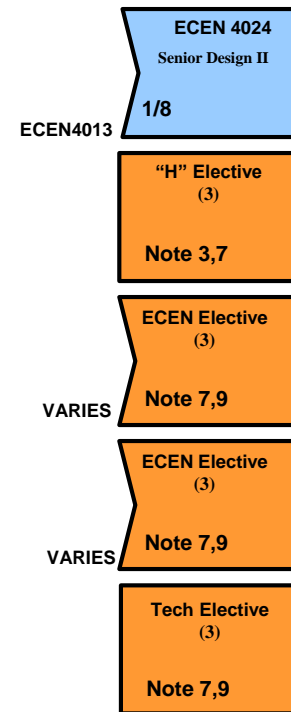 ECEN 4024
Senior Design II
1/8
ECEN4013
“H” Elective
(3)
Note 3,7
ECEN Elective
(3)
Note 7,9
VARIES
ECEN Elective
(3)
Note 7,9
VARIES
Tech Elective
(3)
Note 7,9